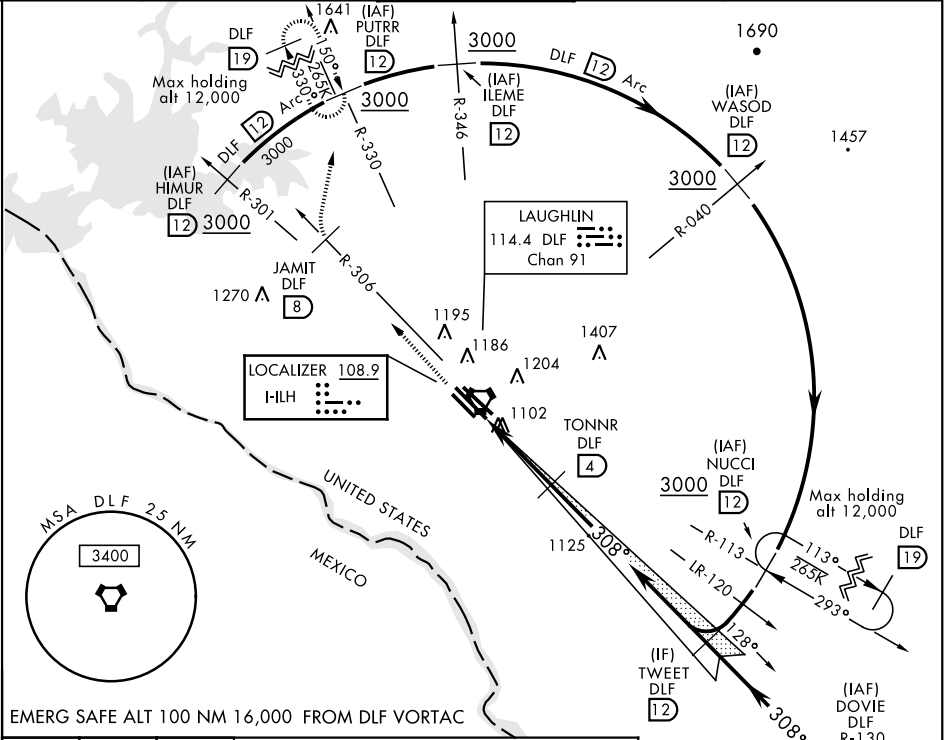 1641
(IAF)
PUTRR
DLF
12
DLF
19
Max holding
alt 12,000
150°
330°
265K
3000
3000
DLF 12 Arc
3000
(IAF)
ILEME
DLF
12
R-346
R-330
DLF 12 Arc
1690
(IAF)
WASOD
DLF
12
1457
3000
R-040
(IAF)
HIMUR
DLF
12 3000
R-301
R-306
JAMIT
DLF
8
1270
LAUGHLIN
114.4 DLF
Chan 91
1195
1186
1407
1204
LOCALIZER 108.9
I-ILH
1102
TONNR
DLF
4
(IAF)
NUCCI
DLF
12
3000
Max holding
alt 12,000
DLF
19
R-113
113°
265K
293°
LR-120
128°
1125
308°
UNITED STATES
MEXICO
MSA DLF 25 NM
3400
(IF)
TWEET
DLF
12
308°
(IAF)
DOVIE
DLF
R-130
EMERG SAFE ALT 100 NM 16,000 FROM DLF VORTAC